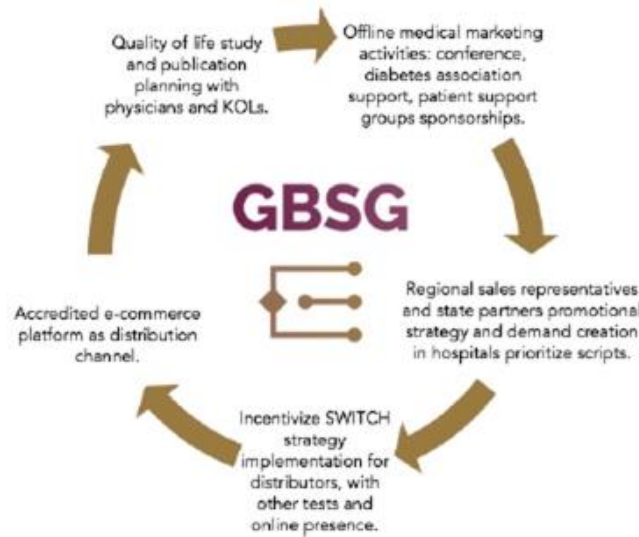 Quality of life study
and publication
planning with
physicians and KOLs.
Offline medical marketing
activities: conference,
diabetes association
support, patient support
groups sponsorships.
GBSG
Regional sales representatives
and state partners promotional
strategy and demand creation
in hospitals prioritize scripts.
Incentivize SWITCH
strategy
implementation for
distributors, with
other tests and
online presence.
Accredited e-commerce
platform as distribution
channel.